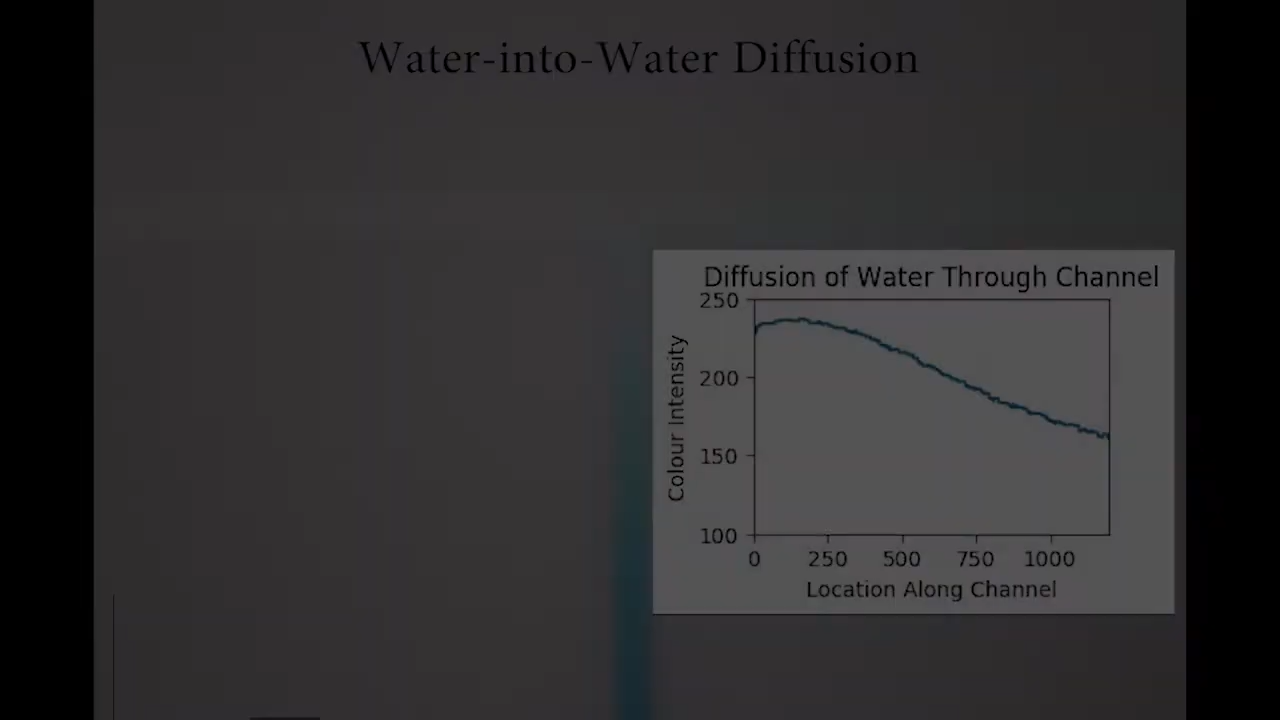 Water-into-Water Diffusion
Diffusion of Water Through Channel
250
200
150
100
Colour Intensity
0 250 500 750 1000
Location Along Channel